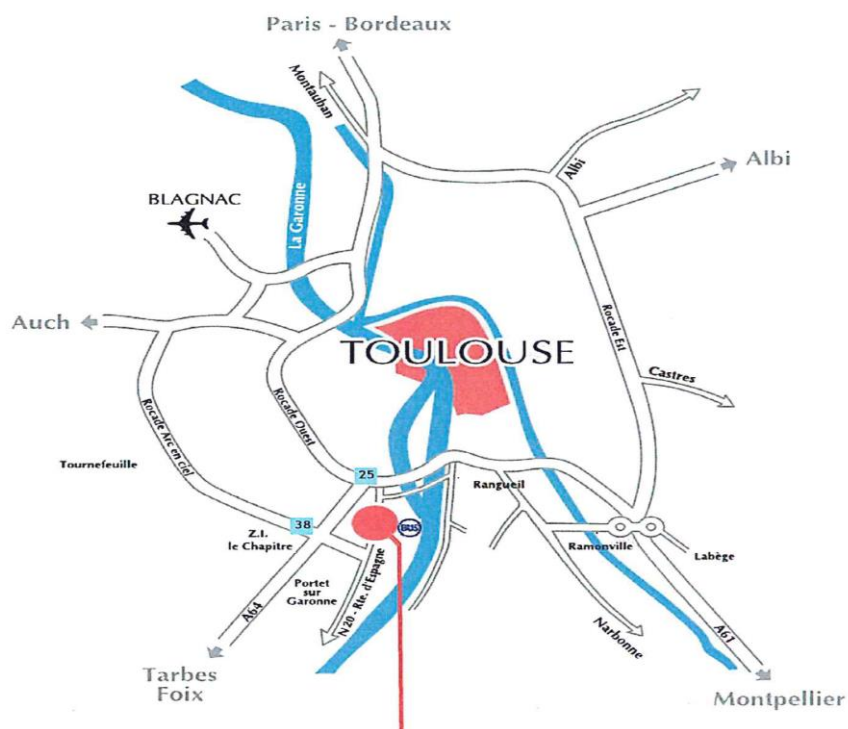 Paris - Bordeaux
Montauban
Albi
Albi
BLAGNAC
La Garonne
Auch
TOULOUSE
Rocade Est
Castres
Rocade Arc en ciel
Rocade Ouest
Tournefeuille
25
Rangueil
38
Z.I.
le Chapitre
BUS
Ramonville
Labège
Portet
sur
Garonne
N20 - Rte. d'Espagne
A64
Narbonne
A61
Tarbes
Foix
Montpellier